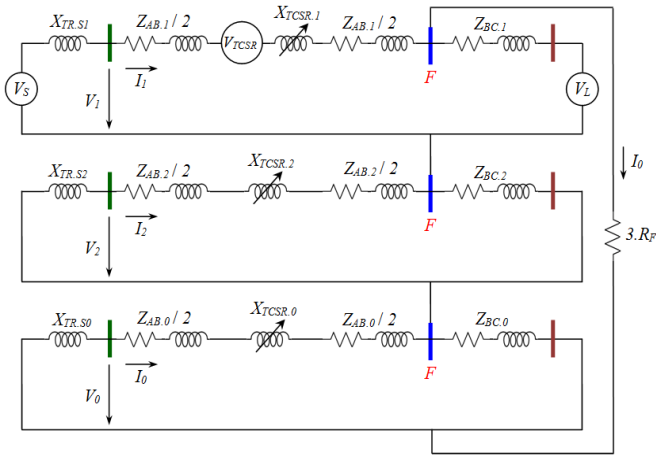 X_TR.S1 Z_AB.1 / 2 V_TCSR X_TCSR.1 Z_AB.1 / 2 Z_BC.1
V_S I_1 F V_L
V_1
I_0
X_TR.S2 Z_AB.2 / 2 X_TCSR.2 Z_AB.2 / 2 Z_BC.2
I_2 F 3.R_F
V_2
X_TR.S0 Z_AB.0 / 2 X_TCSR.0 Z_AB.0 / 2 Z_BC.0
I_0 F
V_0